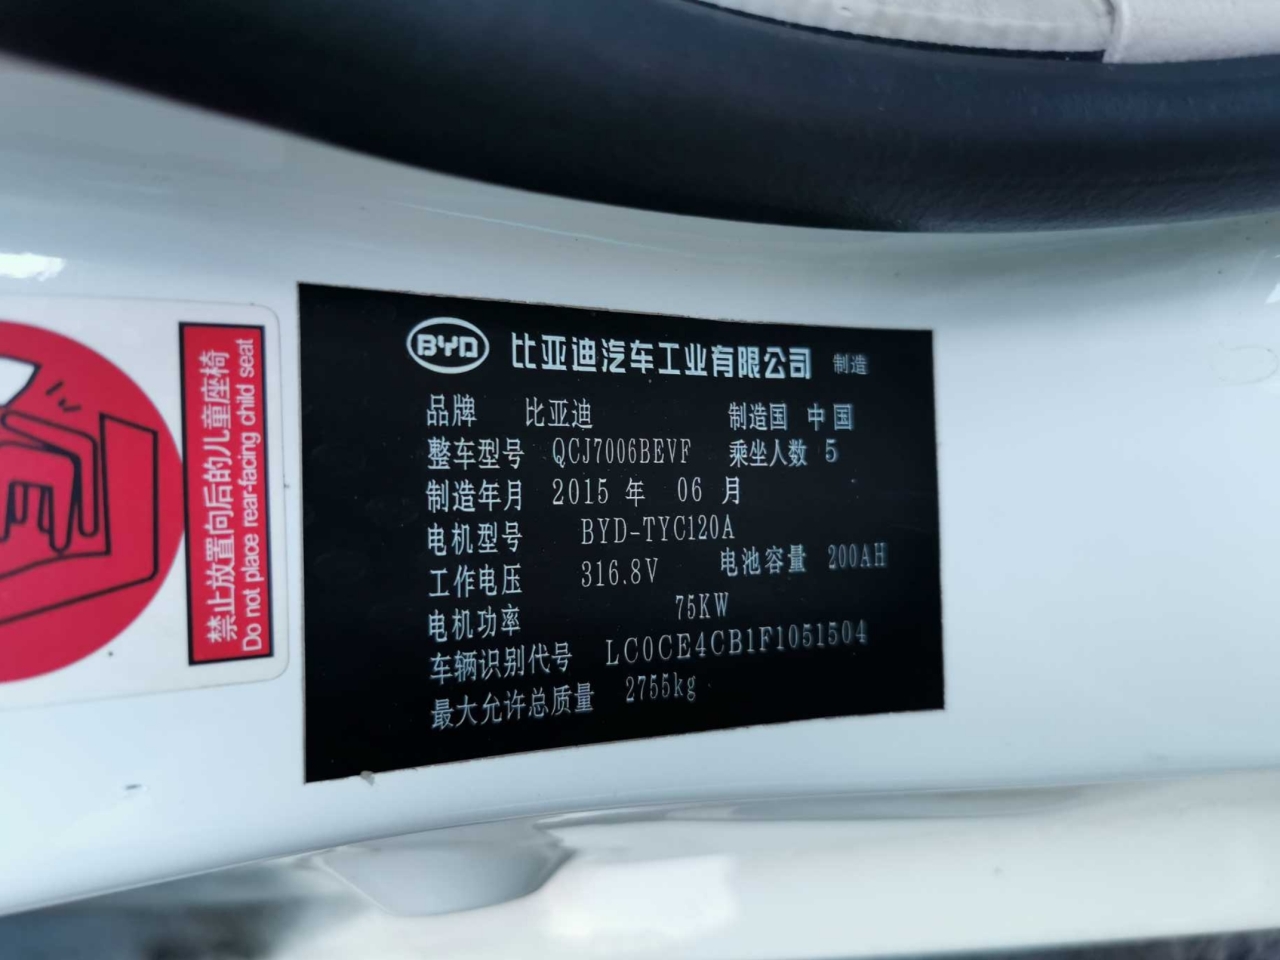 禁止放置向后的儿童座椅
Do not place rear-facing child seat
BYD 比亚迪汽车工业有限公司 制造
品牌 比亚迪 制造国 中国
整车型号 QCJ7006BEVF 乘坐人数 5
制造年月 2015 年 06 月
电机型号 BYD-TYC120A
工作电压 316.8V 电池容量 200AH
电机功率 75KW
车辆识别代号 LC0CE4CB1F1051504
最大允许总质量 2755kg